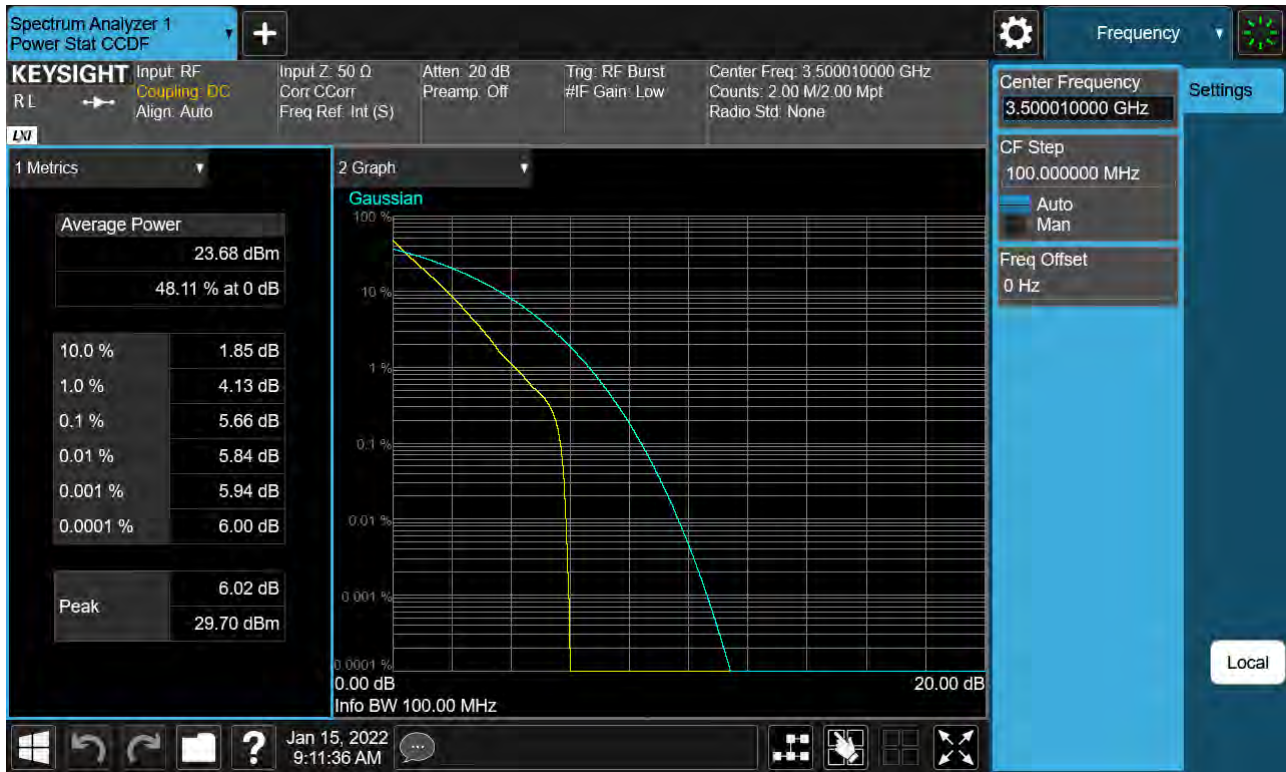 Spectrum Analyzer 1
Power Stat CCDF
Frequency
KEYSIGHT
RL
LXI
Input: RF
Coupling: DC
Align: Auto
Input Z: 50 Ω
Corr CCorr
Freq Ref: Int (S)
Atten: 20 dB
Preamp: Off
Trig: RF Burst
#IF Gain: Low
Center Freq: 3.500010000 GHz
Counts: 2.00 M/2.00 Mpt
Radio Std: None
Center Frequency
3.500010000 GHz
Settings
CF Step
100.000000 MHz
Auto
Man
Freq Offset
0 Hz
Local
1 Metrics
Average Power
23.68 dBm
48.11 % at 0 dB
10.0 % 1.85 dB
1.0 % 4.13 dB
0.1 % 5.66 dB
0.01 % 5.84 dB
0.001 % 5.94 dB
0.0001 % 6.00 dB
Peak
6.02 dB
29.70 dBm
2 Graph
Gaussian
100 %
10 %
1 %
0.1 %
0.01 %
0.001 %
0.0001 %
0.00 dB 20.00 dB
Info BW 100.00 MHz
?
Jan 15, 2022
9:11:36 AM